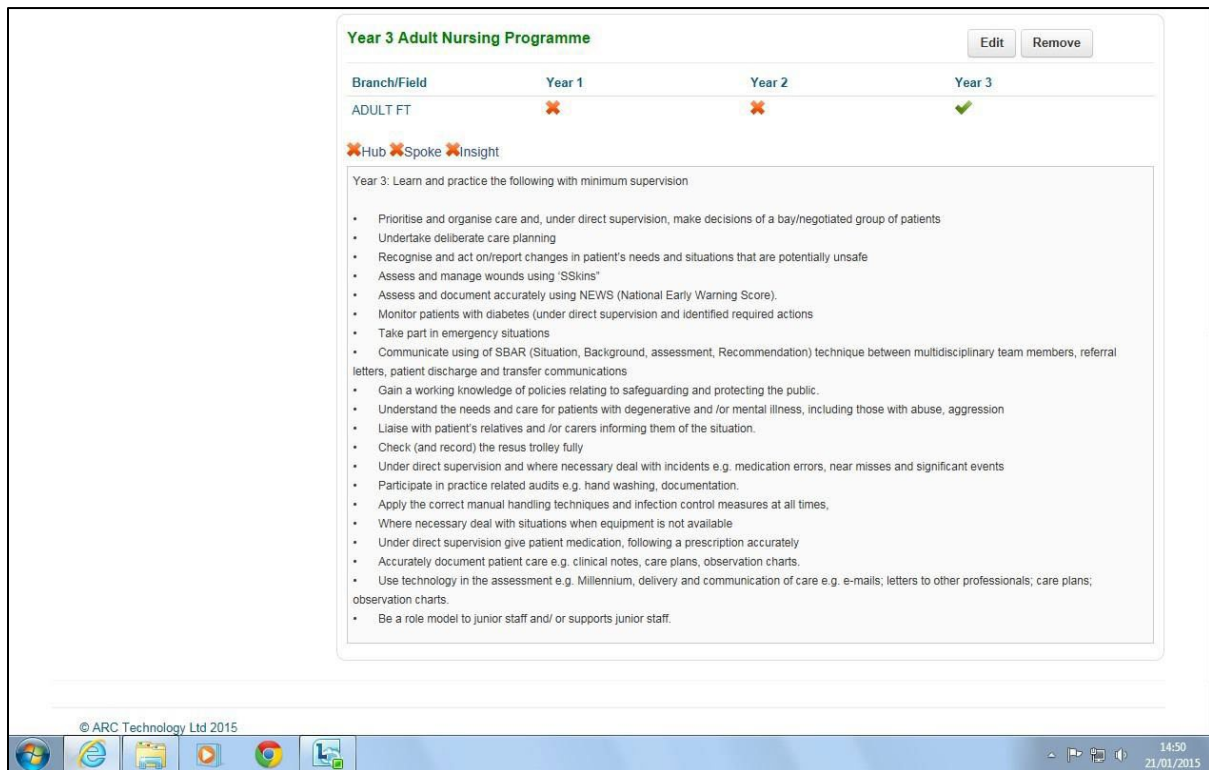 Year 3 Adult Nursing Programme
Edit Remove
Branch/Field Year 1 Year 2 Year 3
ADULT FT
Hub Spoke Insight
Year 3: Learn and practice the following with minimum supervision
• Prioritise and organise care and, under direct supervision, make decisions of a bay/negotiated group of patients
• Undertake deliberate care planning
• Recognise and act on/report changes in patient's needs and situations that are potentially unsafe
• Assess and manage wounds using 'SSkins"
• Assess and document accurately using NEWS (National Early Warning Score).
• Monitor patients with diabetes (under direct supervision and identified required actions
• Take part in emergency situations
• Communicate using of SBAR (Situation, Background, assessment, Recommendation) technique between multidisciplinary team members, referral
letters, patient discharge and transfer communications
• Gain a working knowledge of policies relating to safeguarding and protecting the public.
• Understand the needs and care for patients with degenerative and /or mental illness, including those with abuse, aggression
• Liaise with patient's relatives and /or carers informing them of the situation.
• Check (and record) the resus trolley fully
• Under direct supervision and where necessary deal with incidents e.g. medication errors, near misses and significant events
• Participate in practice related audits e.g. hand washing, documentation.
• Apply the correct manual handling techniques and infection control measures at all times,
• Where necessary deal with situations when equipment is not available
• Under direct supervision give patient medication, following a prescription accurately
• Accurately document patient care e.g. clinical notes, care plans, observation charts.
• Use technology in the assessment e.g. Millennium, delivery and communication of care e.g. e-mails; letters to other professionals; care plans;
observation charts.
• Be a role model to junior staff and/ or supports junior staff.
© ARC Technology Ltd 2015
14:50
21/01/2015